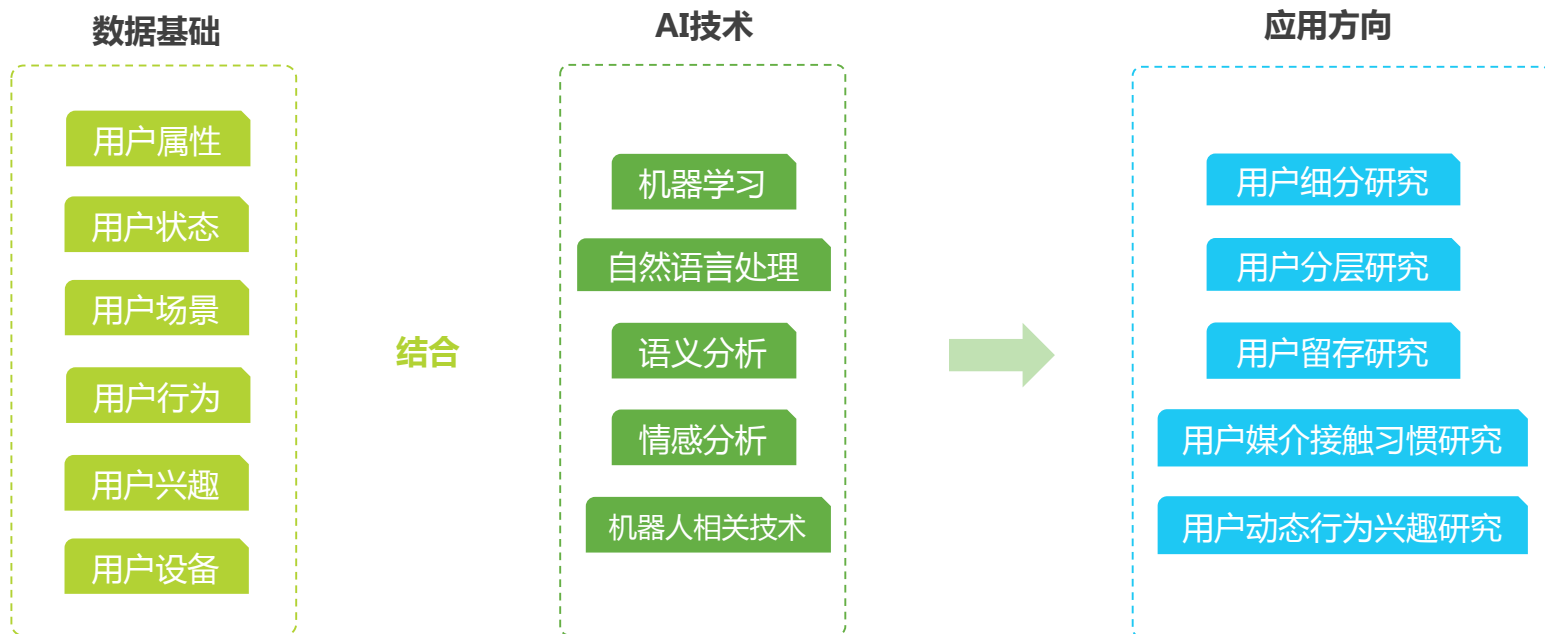 数据基础
用户属性
用户状态
用户场景
用户行为
用户兴趣
用户设备
结合
AI技术
机器学习
自然语言处理
语义分析
情感分析
机器人相关技术
应用方向
用户细分研究
用户分层研究
用户留存研究
用户媒介接触习惯研究
用户动态行为兴趣研究